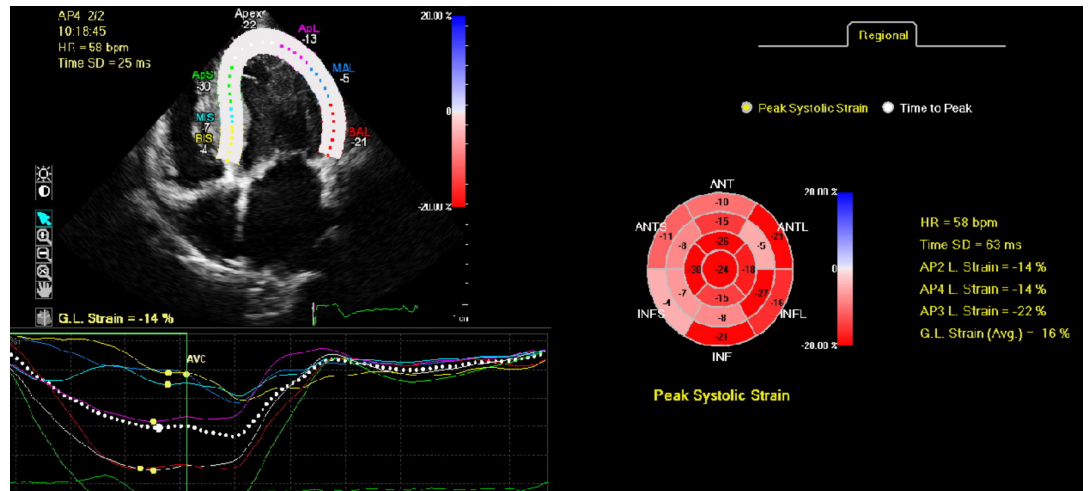 AP4 2/2
10:18:45
HR = 58 bpm
Time SD = 25 ms
Apex
-22
ApL
-13
MAL
-5
BAL
-21
ApS
-30
MIS
-7
BIS
-4
20.00 %
0
-20.00 %
G.L. Strain = -14 %
AVC
Regional
Peak Systolic Strain
Time to Peak
ANT
ANTS
ANTL
INFS
INFL
INF
-10
-15
-25
-11
-8
-21
-5
-30
-24
-18
-4
-7
-27
-16
-15
-8
-21
20.00 %
0
-20.00 %
HR = 58 bpm
Time SD = 63 ms
AP2 L. Strain = -14 %
AP4 L. Strain = -14 %
AP3 L. Strain = -22 %
G.L. Strain (Avg.) = -16 %
Peak Systolic Strain